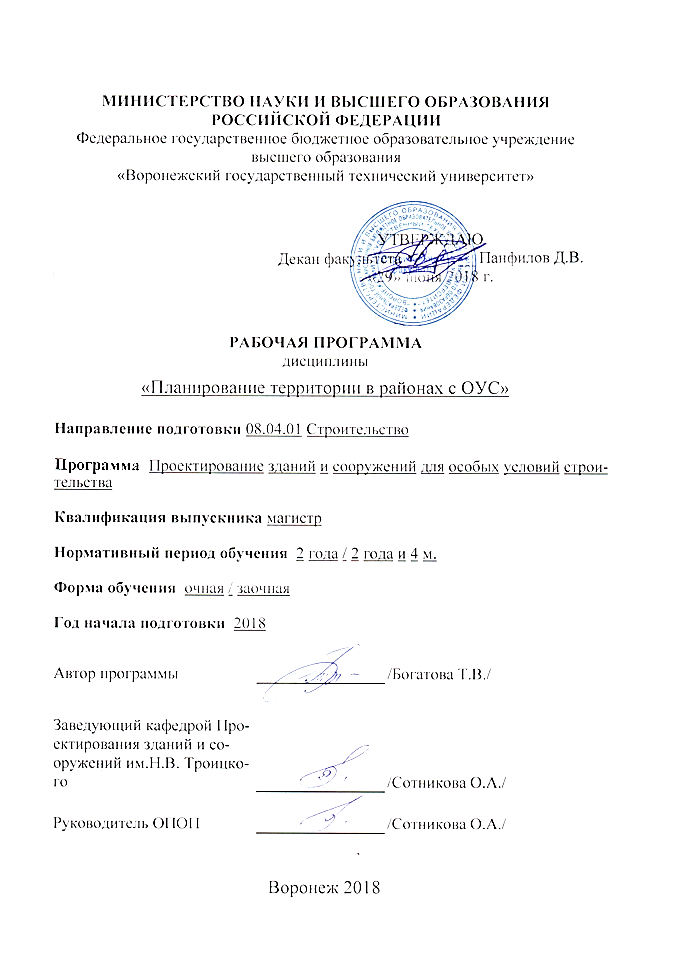 МИНИСТЕРСТВО НАУКИ И ВЫСШЕГО ОБРАЗОВАНИЯ
РОССИЙСКОЙ ФЕДЕРАЦИИ
Федеральное государственное бюджетное образовательное учреждение
высшего образования
«Воронежский государственный технический университет»
УТВЕРЖДАЮ
Декан факультета Панфилов Д.В.
«29» июня 2018 г.
РАБОЧАЯ ПРОГРАММА
дисциплины
«Планирование территории в районах с ОУС»
Направление подготовки 08.04.01 Строительство
Программа Проектирование зданий и сооружений для особых условий строи-
тельства
Квалификация выпускника магистр
Нормативный период обучения 2 года / 2 года и 4 м.
Форма обучения очная / заочная
Год начала подготовки 2018
Автор программы /Богатова Т.В./
Заведующий кафедрой Про-
ектирования зданий и со-
оружений им.Н.В. Троицко-
го /Сотникова О.А./
Руководитель ОПОП /Сотникова О.А./
Воронеж 2018